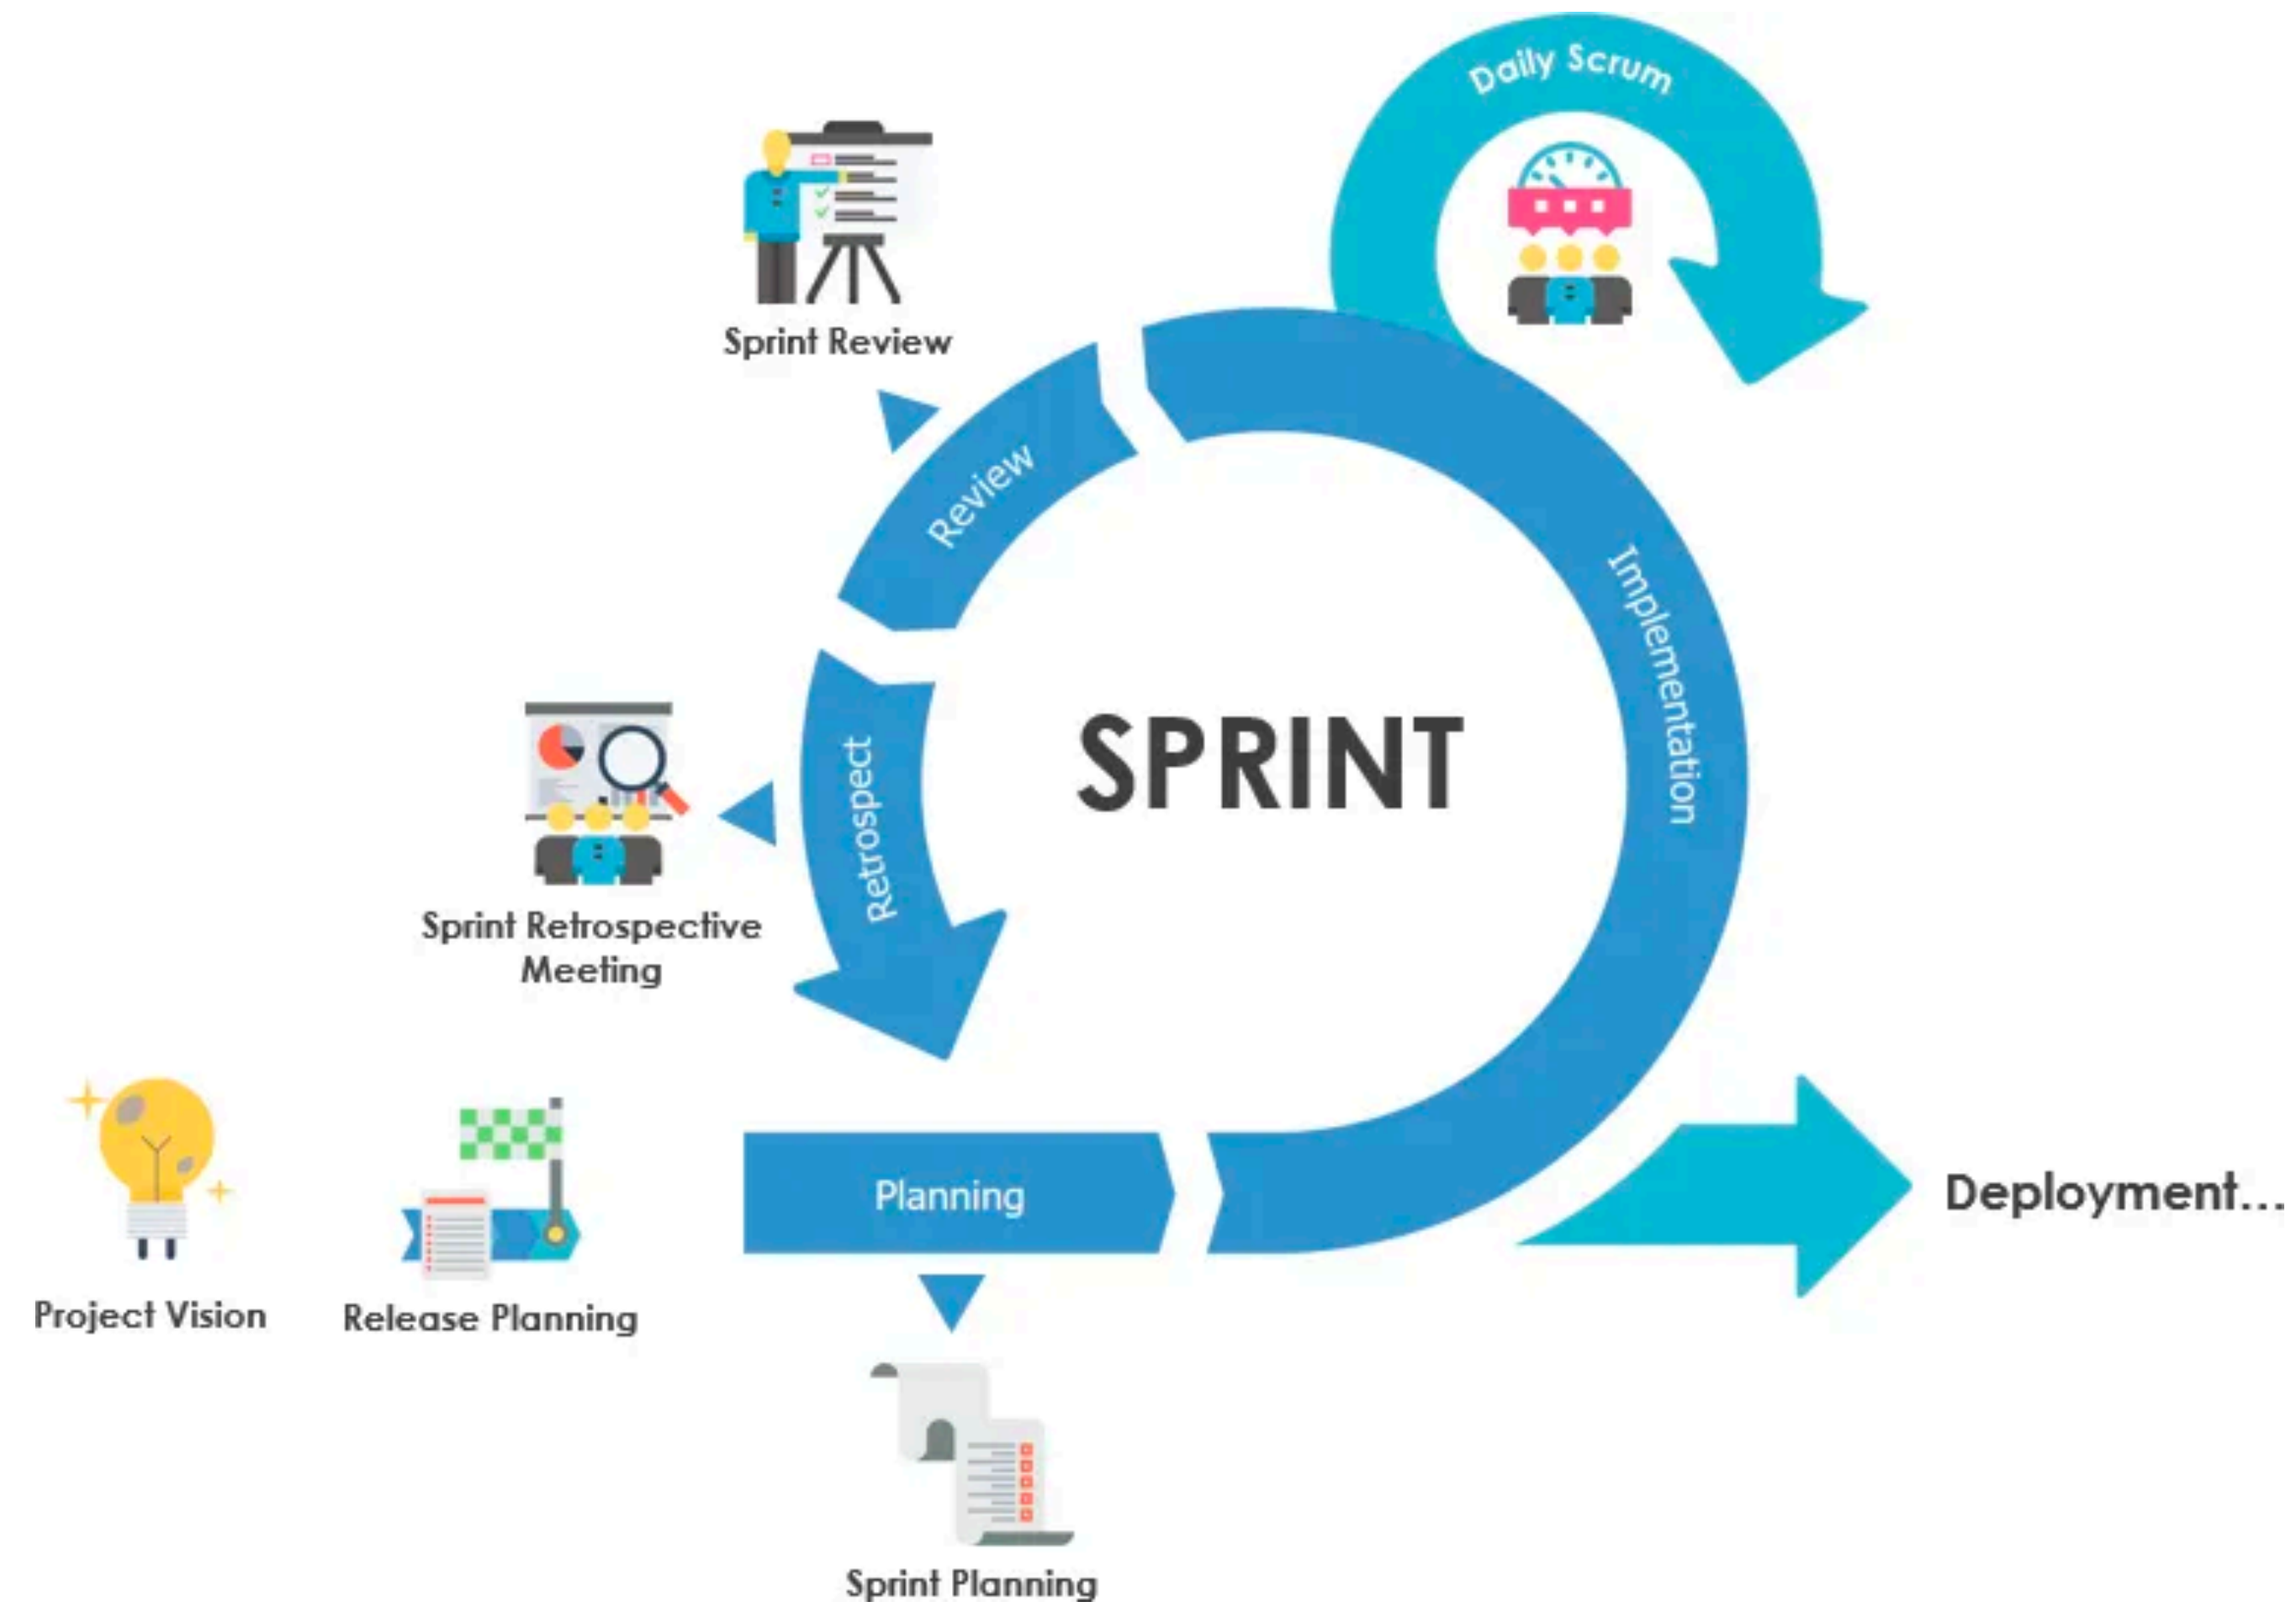 Daily Scrum
Sprint Review
Review
Implementation
SPRINT
Retrospect
Sprint Retrospective
Meeting
Planning
Deployment...
Project Vision
Release Planning
Sprint Planning